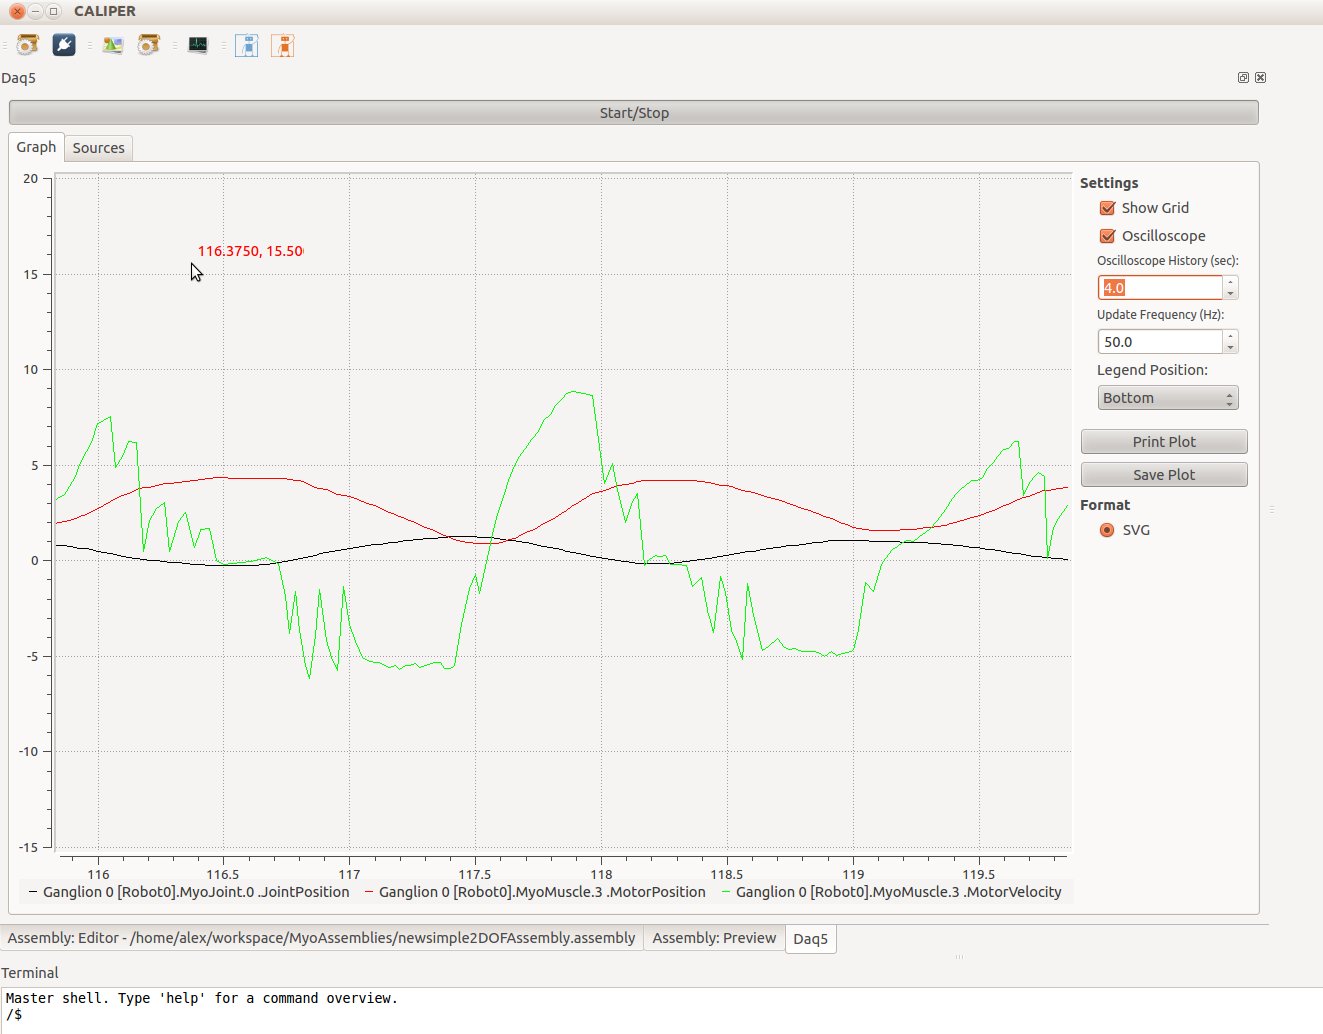 CALIPER
Daq5
Start/Stop
Graph Sources
20
15
10
5
0
-5
-10
-15
116.3750, 15.50
116 116.5 117 117.5 118 118.5 119 119.5
Ganglion 0 [Robot0].MyoJoint.0 .JointPosition Ganglion 0 [Robot0].MyoMuscle.3 .MotorPosition Ganglion 0 [Robot0].MyoMuscle.3 .MotorVelocity
Settings
Show Grid
Oscilloscope
Oscilloscope History (sec):
4.0
Update Frequency (Hz):
50.0
Legend Position:
Bottom
Print Plot
Save Plot
Format
SVG
Assembly: Editor - /home/alex/workspace/MyoAssemblies/newsimple2DOFAssembly.assembly Assembly: Preview Daq5
Terminal
Master shell. Type 'help' for a command overview.
/$